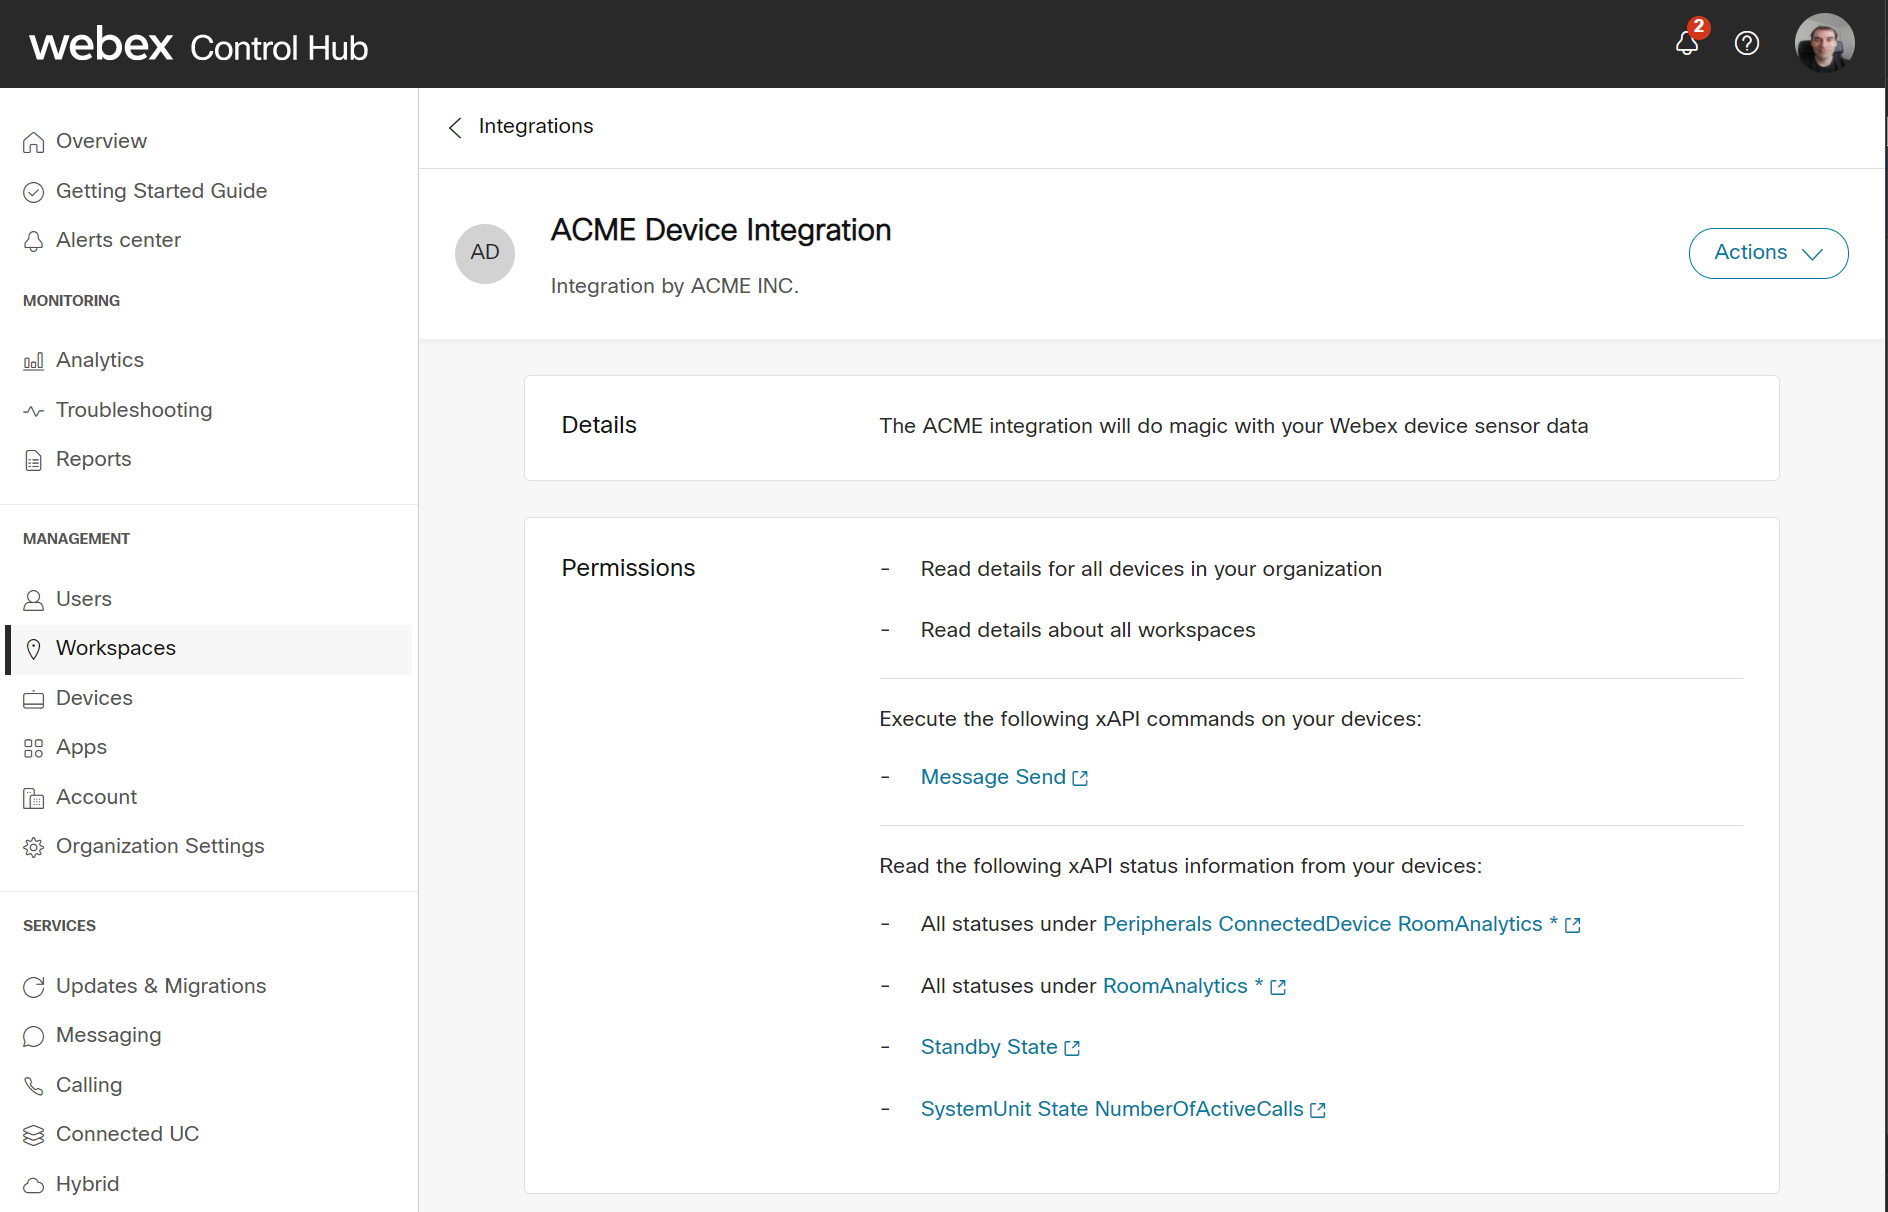 webex Control Hub
2
Overview
Getting Started Guide
Alerts center
MONITORING
Analytics
Troubleshooting
Reports
MANAGEMENT
Users
Workspaces
Devices
Apps
Account
Organization Settings
SERVICES
Updates & Migrations
Messaging
Calling
Connected UC
Hybrid
Integrations
AD
ACME Device Integration
Integration by ACME INC.
Actions
Details
The ACME integration will do magic with your Webex device sensor data
Permissions
- Read details for all devices in your organization
- Read details about all workspaces
Execute the following xAPI commands on your devices:
- Message Send
Read the following xAPI status information from your devices:
- All statuses under Peripherals ConnectedDevice RoomAnalytics *
- All statuses under RoomAnalytics *
- Standby State
- SystemUnit State NumberOfActiveCalls